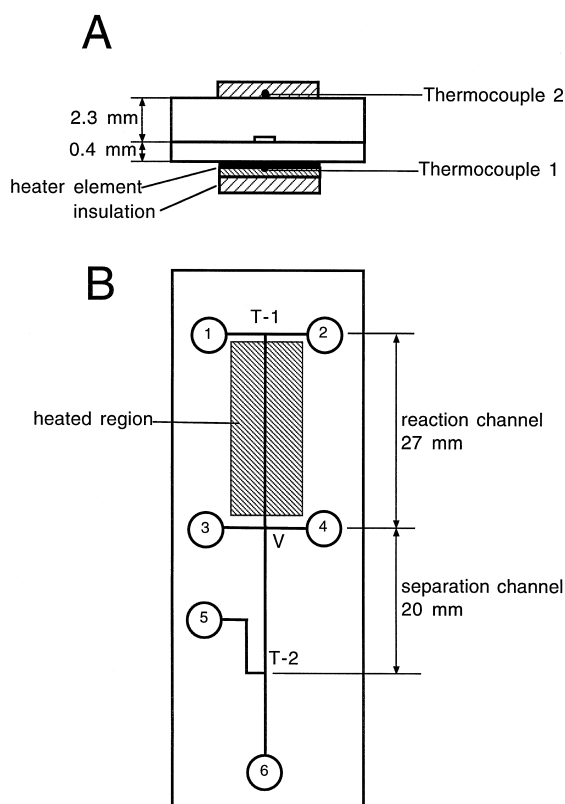 A
Thermocouple 2
2.3 mm
0.4 mm
Thermocouple 1
heater element
insulation
B
T-1
1
2
heated region
reaction channel
27 mm
3
4
V
separation channel
20 mm
5
T-2
6